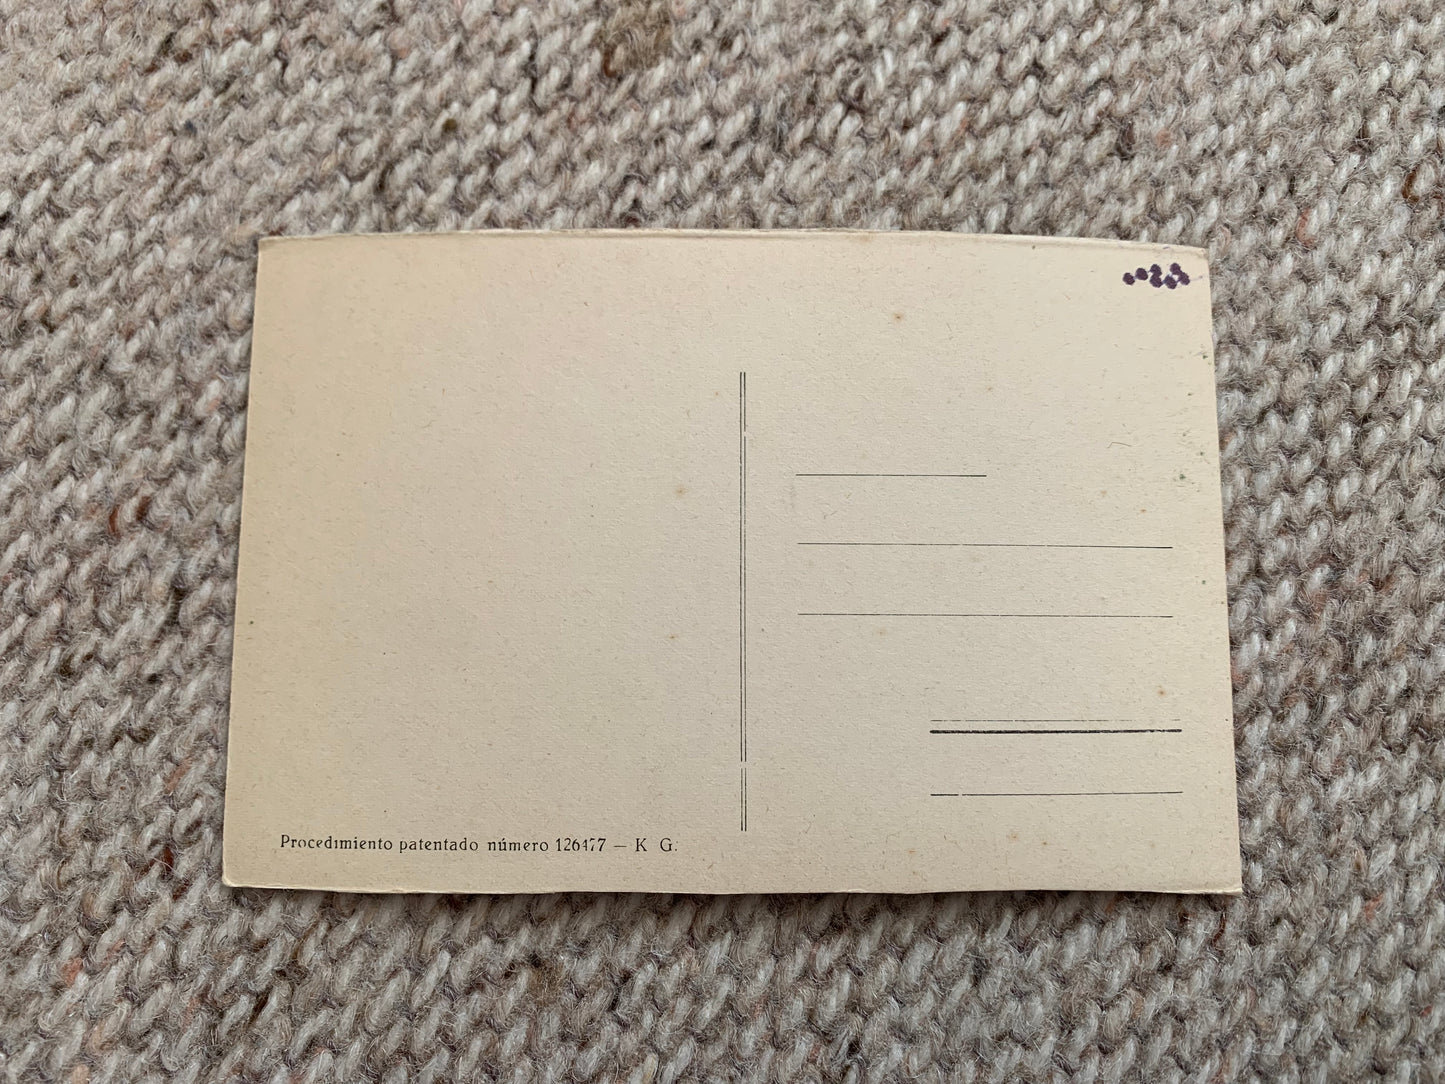 Procedimiento patentado número 126477 — K G.